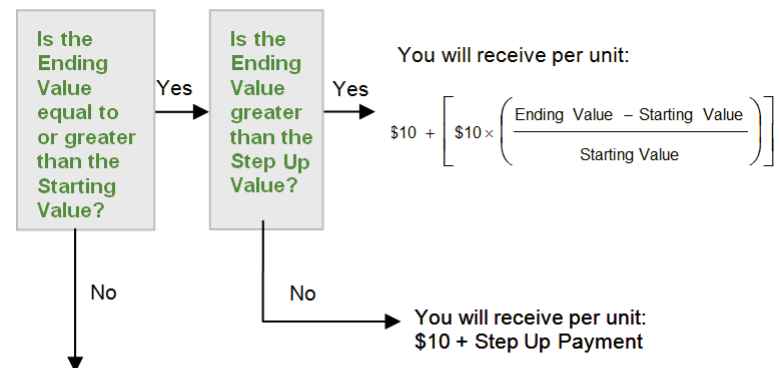 Is the
Ending
Value
equal to
or greater
than the
Starting
Value?
Yes
Is the
Ending
Value
greater
than the
Step Up
Value?
Yes
You will receive per unit:
$10 + [ $10 × ( Ending Value – Starting Value
Starting Value ) ]
No
No
You will receive per unit:
$10 + Step Up Payment